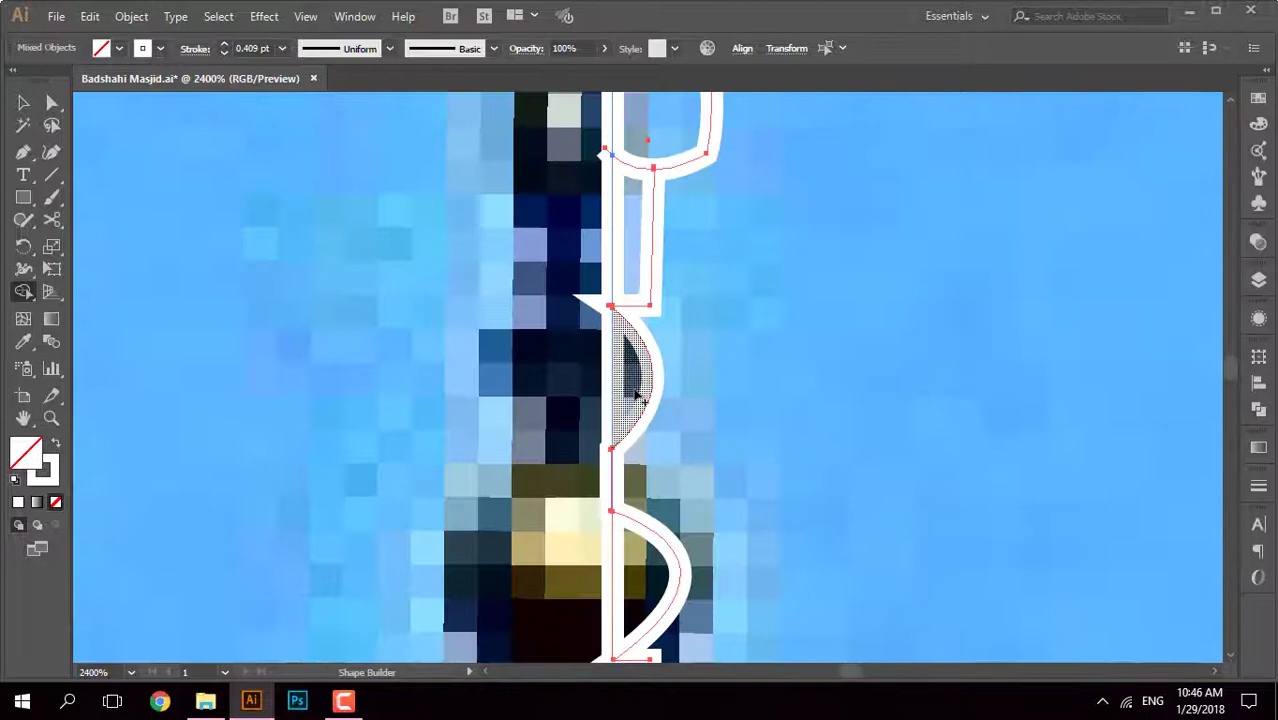 Ai File Edit Object Type Select Effect View Window Help Br St Essentials Search Adobe Stock
Mixed Objects Stroke: 0.409 pt Uniform Basic Opacity: 100% Style: Align Transform
Badshahi Masjid.ai* @ 2400% (RGB/Preview)
T
A
2400% 1 Shape Builder
Ai Ps C ENG 10:46 AM
1/29/2018